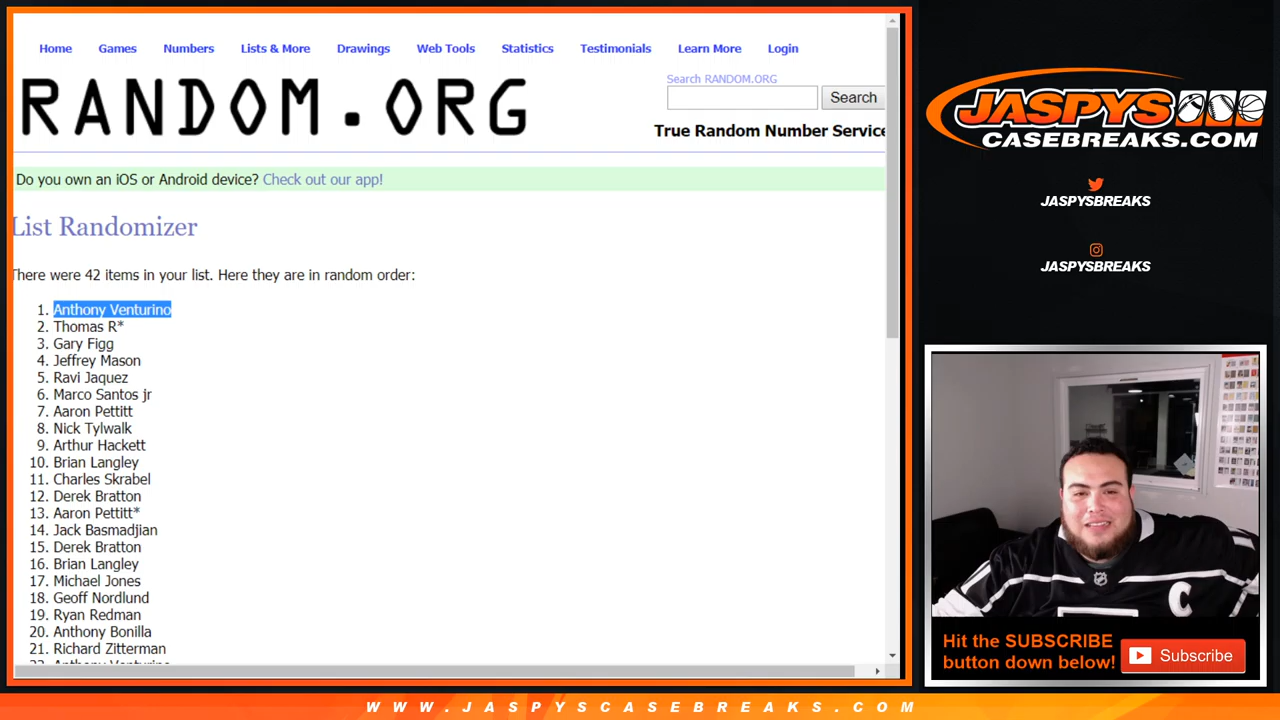 Home Games Numbers Lists & More Drawings Web Tools Statistics Testimonials Learn More Login
RANDOM.ORG
Search RANDOM.ORG
Search
True Random Number Service
Do you own an iOS or Android device? Check out our app!
List Randomizer
There were 42 items in your list. Here they are in random order:
1. Anthony Venturino
2. Thomas R*
3. Gary Figg
4. Jeffrey Mason
5. Ravi Jaquez
6. Marco Santos jr
7. Aaron Pettitt
8. Nick Tylwalk
9. Arthur Hackett
10. Brian Langley
11. Charles Skrabel
12. Derek Bratton
13. Aaron Pettitt*
14. Jack Basmadjian
15. Derek Bratton
16. Brian Langley
17. Michael Jones
18. Geoff Nordlund
19. Ryan Redman
20. Anthony Bonilla
21. Richard Zitterman
22. Anthony Venturino
JASPYS
CASEBREAKS.COM
JASPYSBREAKS
JASPYSBREAKS
C
Hit the SUBSCRIBE
button down below!
Subscribe
WWW.JASPYSCASEBREAKS.COM